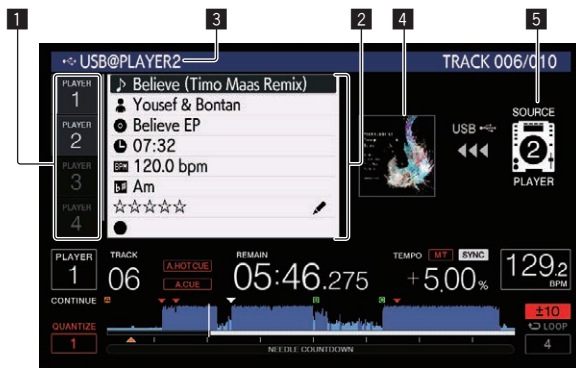 1 3 2 4 5
USB@PLAYER2 TRACK 006/010
PLAYER 1
PLAYER 2
PLAYER 3
PLAYER 4
Believe (Timo Maas Remix)
Yousef & Bontan
Believe EP
07:32
BPM 120.0 bpm
Am
USB
SOURCE
2
PLAYER
PLAYER 1
TRACK 06
A.HOT CUE
A.CUE
REMAIN 05:46.275
TEMPO MT SYNC
+5.00%
129.2 BPM
CONTINUE
QUANTIZE 1
NEEDLE COUNTDOWN
±10
LOOP
4